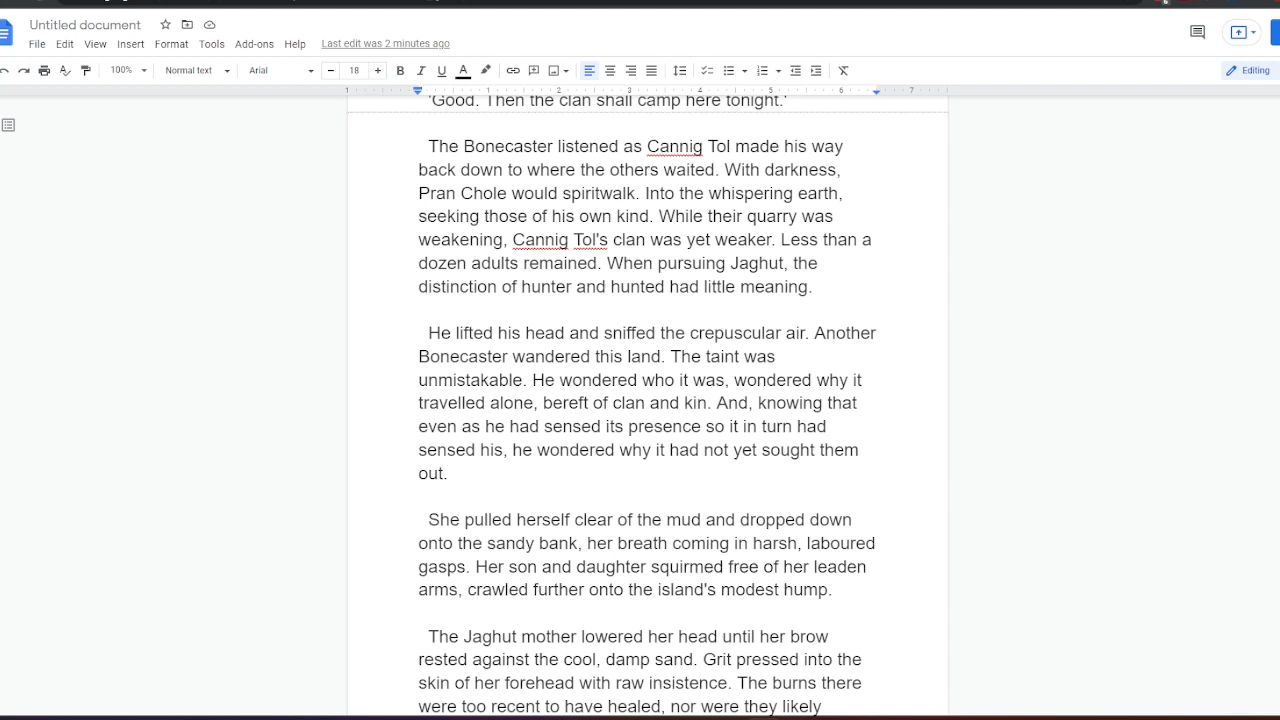 Untitled document
File Edit View Insert Format Tools Add-ons Help Last edit was 2 minutes ago
100% Normal text Arial 18 Editing
1 1 2 3 4 5 6 7
'Good. Then the clan shall camp here tonight.'
The Bonecaster listened as Cannig Tol made his way
back down to where the others waited. With darkness,
Pran Chole would spiritwalk. Into the whispering earth,
seeking those of his own kind. While their quarry was
weakening, Cannig Tol's clan was yet weaker. Less than a
dozen adults remained. When pursuing Jaghut, the
distinction of hunter and hunted had little meaning.
He lifted his head and sniffed the crepuscular air. Another
Bonecaster wandered this land. The taint was
unmistakable. He wondered who it was, wondered why it
travelled alone, bereft of clan and kin. And, knowing that
even as he had sensed its presence so it in turn had
sensed his, he wondered why it had not yet sought them
out.
She pulled herself clear of the mud and dropped down
onto the sandy bank, her breath coming in harsh, laboured
gasps. Her son and daughter squirmed free of her leaden
arms, crawled further onto the island's modest hump.
The Jaghut mother lowered her head until her brow
rested against the cool, damp sand. Grit pressed into the
skin of her forehead with raw insistence. The burns there
were too recent to have healed, nor were they likely